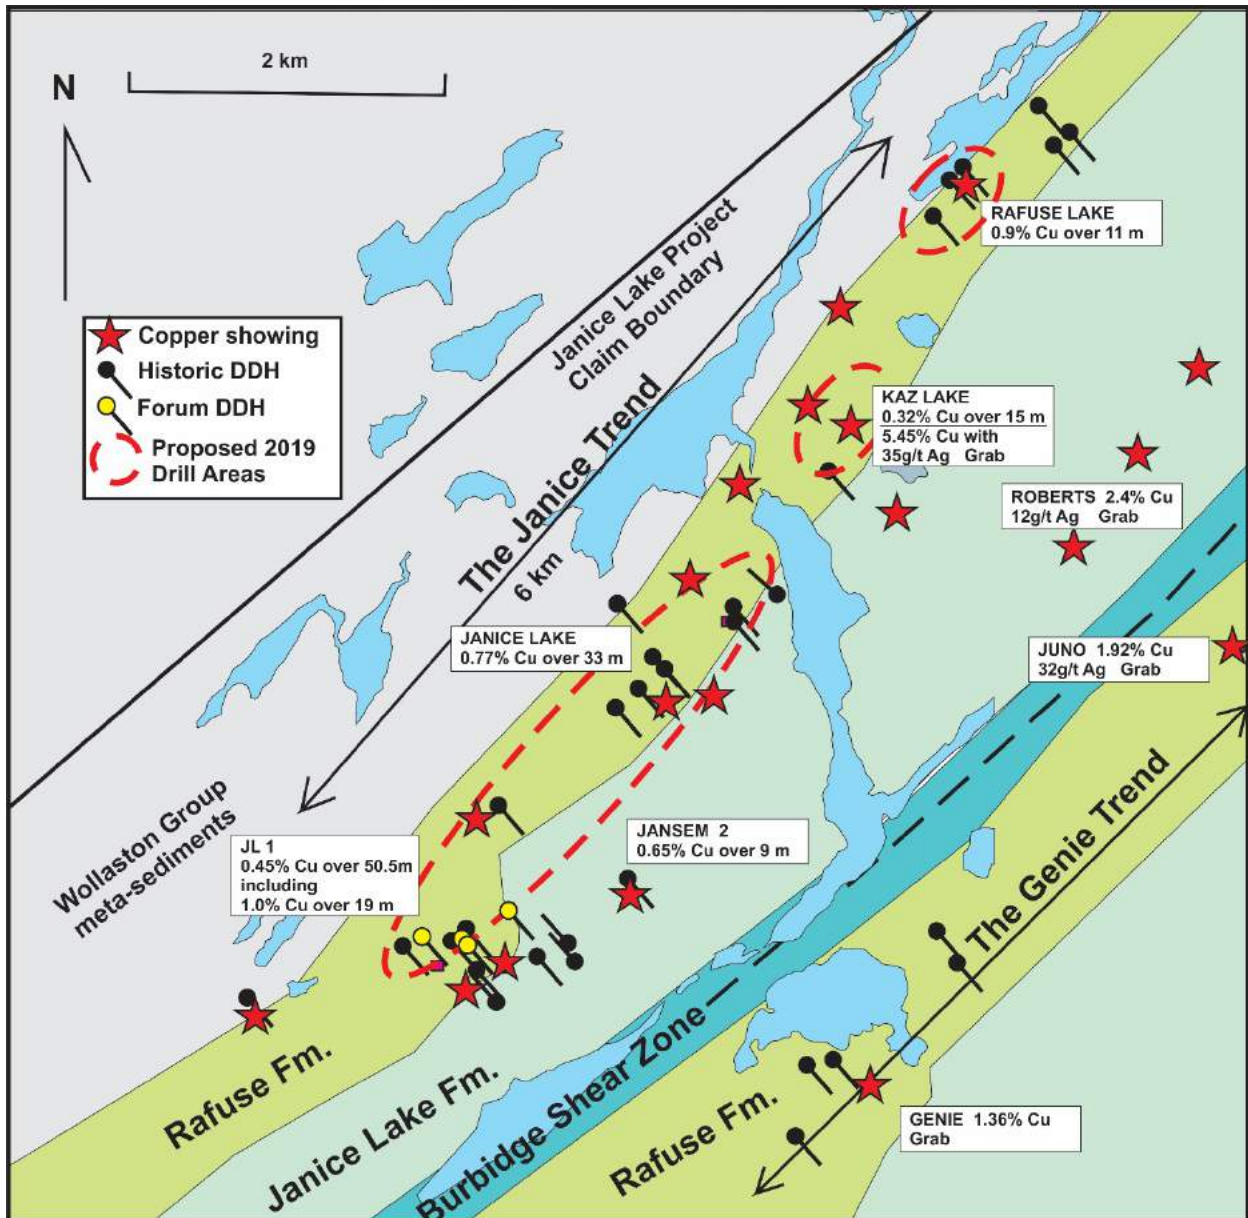 2 km
N
Copper showing
Historic DDH
Forum DDH
Proposed 2019
Drill Areas
Janice Lake Project
Claim Boundary
The Janice Trend
6 km
RAFUSE LAKE
0.9% Cu over 11 m
KAZ LAKE
0.32% Cu over 15 m
5.45% Cu with
35g/t Ag Grab
ROBERTS 2.4% Cu
12g/t Ag Grab
JANICE LAKE
0.77% Cu over 33 m
JUNO 1.92% Cu
32g/t Ag Grab
Wollaston Group
meta-sediments
JL 1
0.45% Cu over 50.5m
including
1.0% Cu over 19 m
JANSEM 2
0.65% Cu over 9 m
The Genie Trend
Rafuse Fm.
Janice Lake Fm.
Burbidge Shear Zone
Rafuse Fm.
GENIE 1.36% Cu
Grab